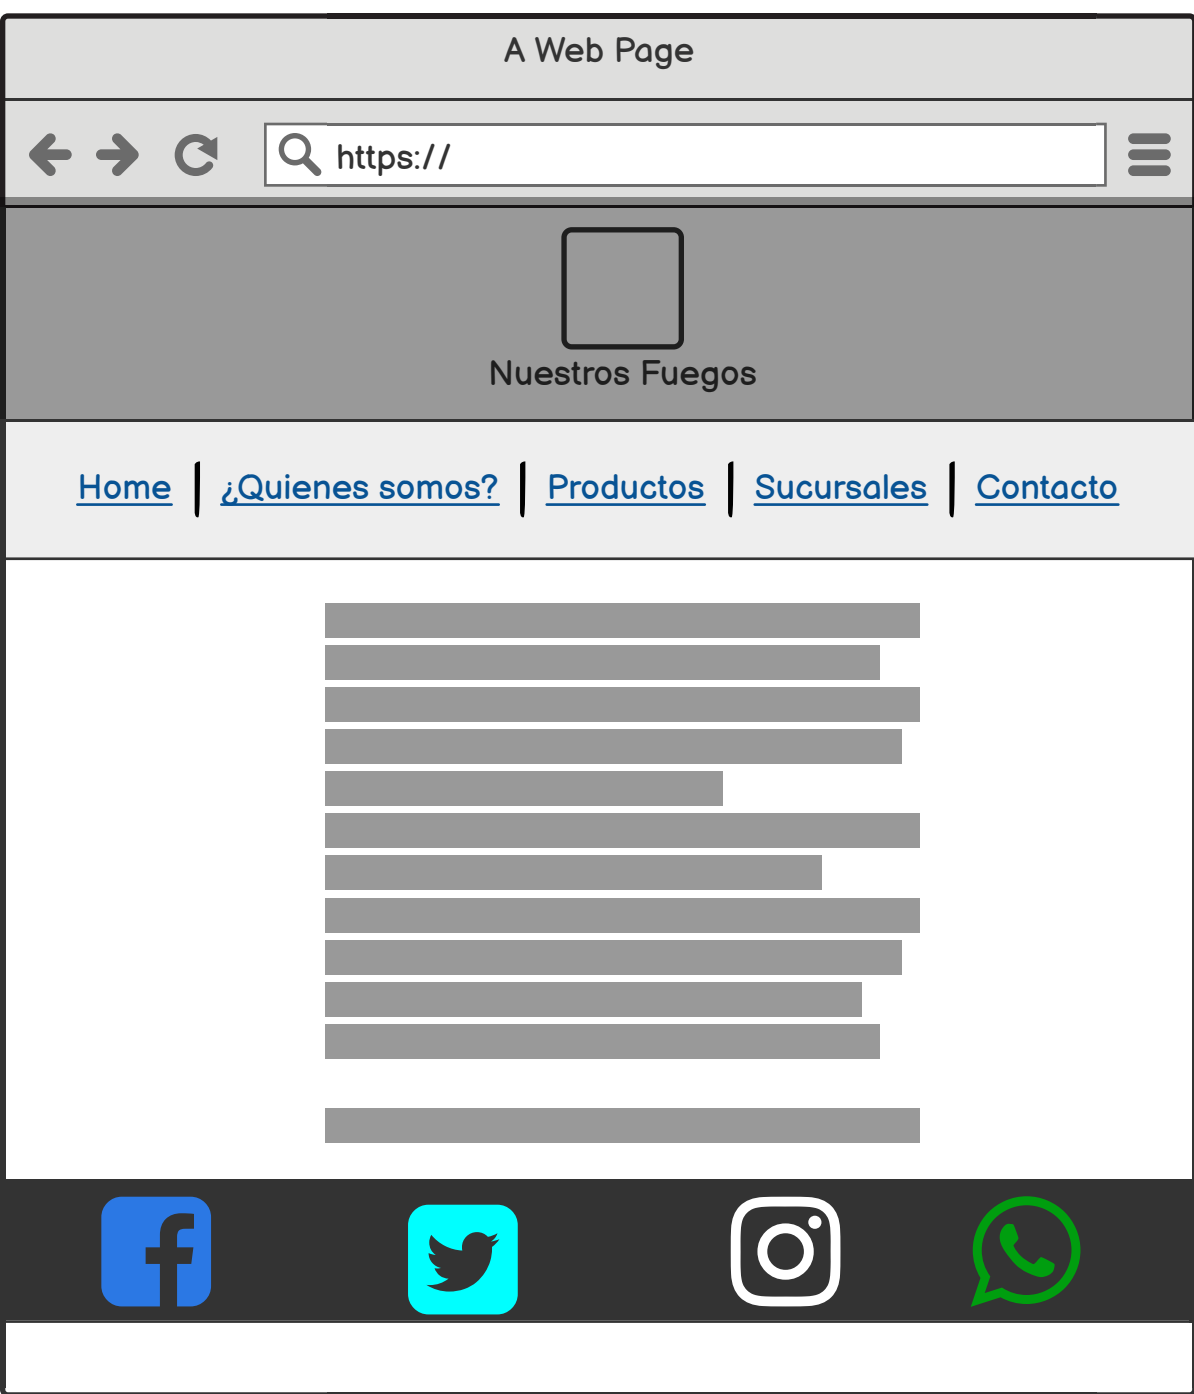 A Web Page
https://
Nuestros Fuegos
Home | ¿Quienes somos? | Productos | Sucursales | Contacto